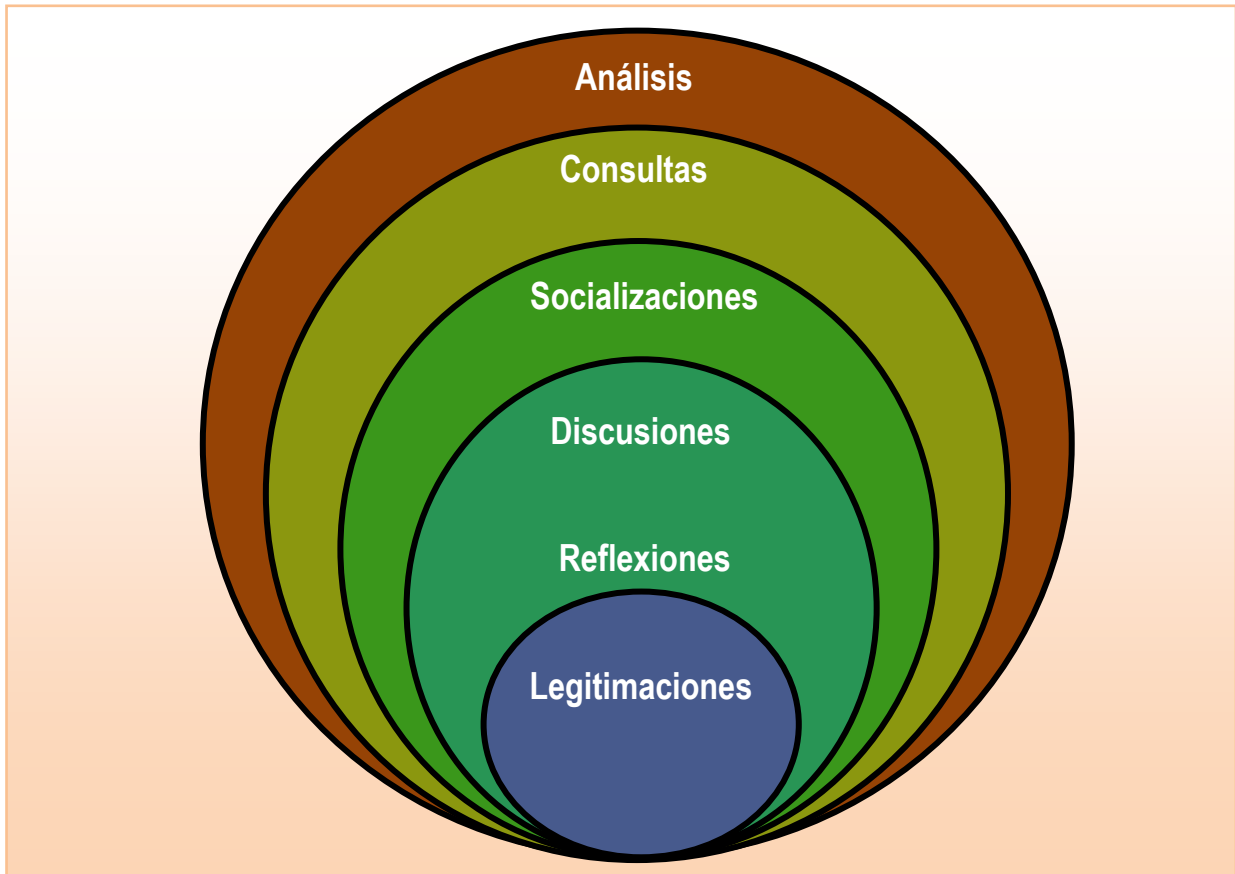 Análisis
Consultas
Socializaciones
Discusiones
Reflexiones
Legitimaciones